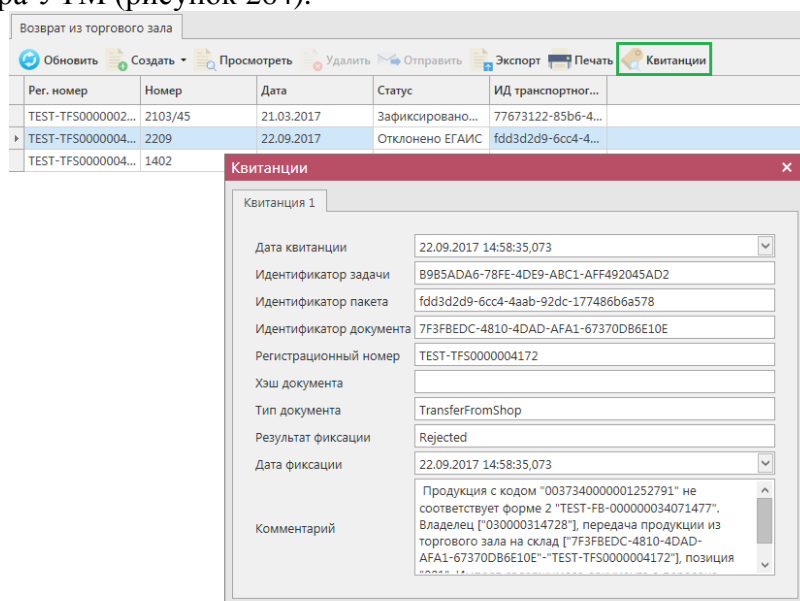 ра УТМ (рисунок 264).
Возврат из торгового зала
Обновить Создать Просмотреть Удалить Отправить Экспорт Печать Квитанции
Рег. номер Номер Дата Статус ИД транспортног...
TEST-TFS0000002... 2103/45 21.03.2017 Зафиксировано... 77673122-85b6-4...
TEST-TFS0000004... 2209 22.09.2017 Отклонено ЕГАИС fdd3d2d9-6cc4-4...
TEST-TFS0000004... 1402
Квитанции
Квитанция 1
Дата квитанции 22.09.2017 14:58:35,073
Идентификатор задачи B9B5ADA6-78FE-4DE9-ABC1-AFF492045AD2
Идентификатор пакета fdd3d2d9-6cc4-4aab-92dc-177486b6a578
Идентификатор документа 7F3FBEDC-4810-4DAD-AFA1-67370DB6E10E
Регистрационный номер TEST-TFS0000004172
Хэш документа
Тип документа TransferFromShop
Результат фиксации Rejected
Дата фиксации 22.09.2017 14:58:35,073
Комментарий
Продукция с кодом "0037340000001252791" не
соответствует форме 2 "TEST-FB-000000034071477".
Владелец ["030000314728"], передача продукции из
торгового зала на склад ["7F3FBEDC-4810-4DAD-
AFA1-67370DB6E10E"-"TEST-TFS0000004172"], позиция